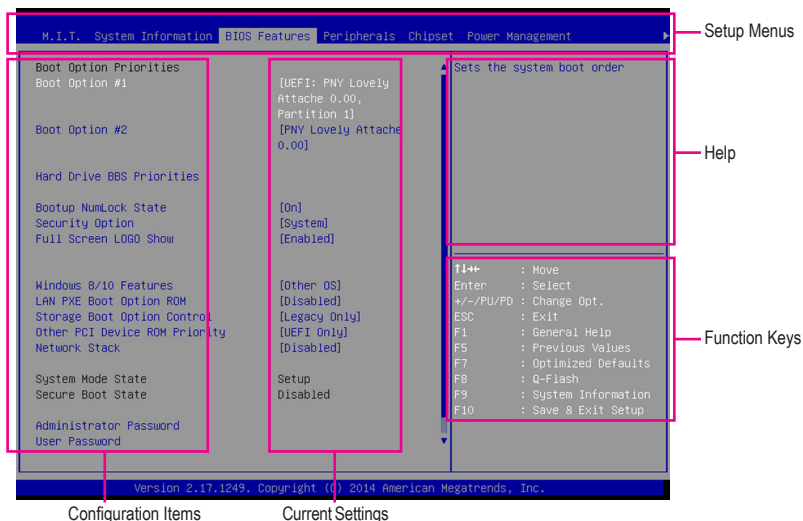 M.I.T. System Information BIOS Features Peripherals Chipset Power Management
Setup Menus
Boot Option Priorities
Boot Option #1 [UEFI: PNY Lovely
Attache 0.00,
Partition 1]
Boot Option #2 [PNY Lovely Attache
0.00]
Hard Drive BBS Priorities
Bootup NumLock State [On]
Security Option [System]
Full Screen LOGO Show [Enabled]
Windows 8/10 Features [Other OS]
LAN PXE Boot Option ROM [Disabled]
Storage Boot Option Control [Legacy Only]
Other PCI Device ROM Priority [UEFI Only]
Network Stack [Disabled]
System Mode State Setup
Secure Boot State Disabled
Administrator Password
User Password
Sets the system boot order
Help
↑↓→← : Move
Enter : Select
+/-/PU/PD : Change Opt.
ESC : Exit
F1 : General Help
F5 : Previous Values
F7 : Optimized Defaults
F8 : Q-Flash
F9 : System Information
F10 : Save & Exit Setup
Function Keys
Version 2.17.1249. Copyright (C) 2014 American Megatrends, Inc.
Configuration Items
Current Settings